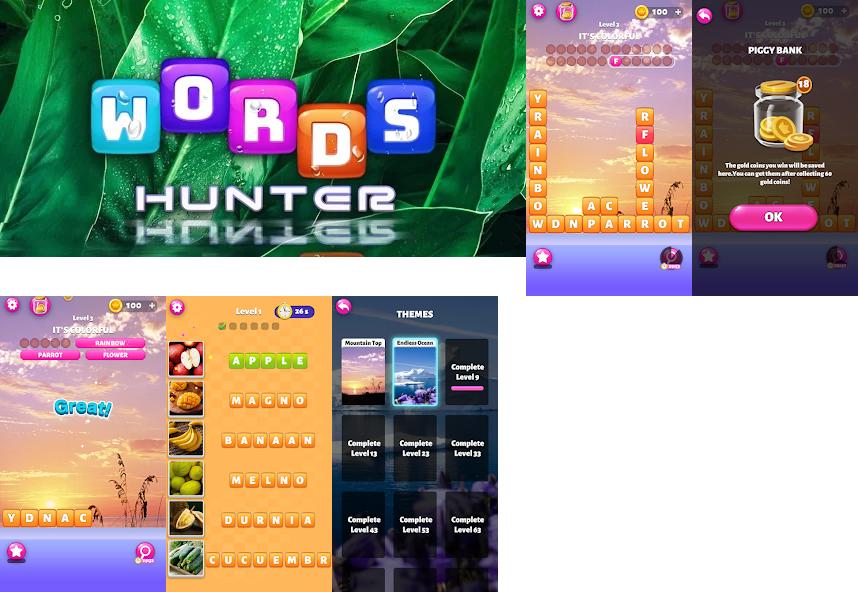 WORDS
HUNTER
100 +
Level 3
IT'S COLORFUL
F
Y
R R
A F
I L
N O
B W
O A C E
W D N P A R R O T
100 +
Level 3
IT'S COLORFUL
PIGGY BANK
18
The gold coins you win will be saved
here. You can get them after collecting 60
gold coins!
OK
100 +
Level 3
IT'S COLORFUL
RAINBOW
PARROT FLOWER
Great!
Y D N A C
Level 1 26 s
A P P L E
M A G N O
B A N A A N
M E L N O
D U R N I A
C U C U E M B R
THEMES
Mountain Top Endless Ocean
Complete
Level 9
Complete Complete Complete
Level 13 Level 23 Level 33
Complete Complete Complete
Level 43 Level 53 Level 63